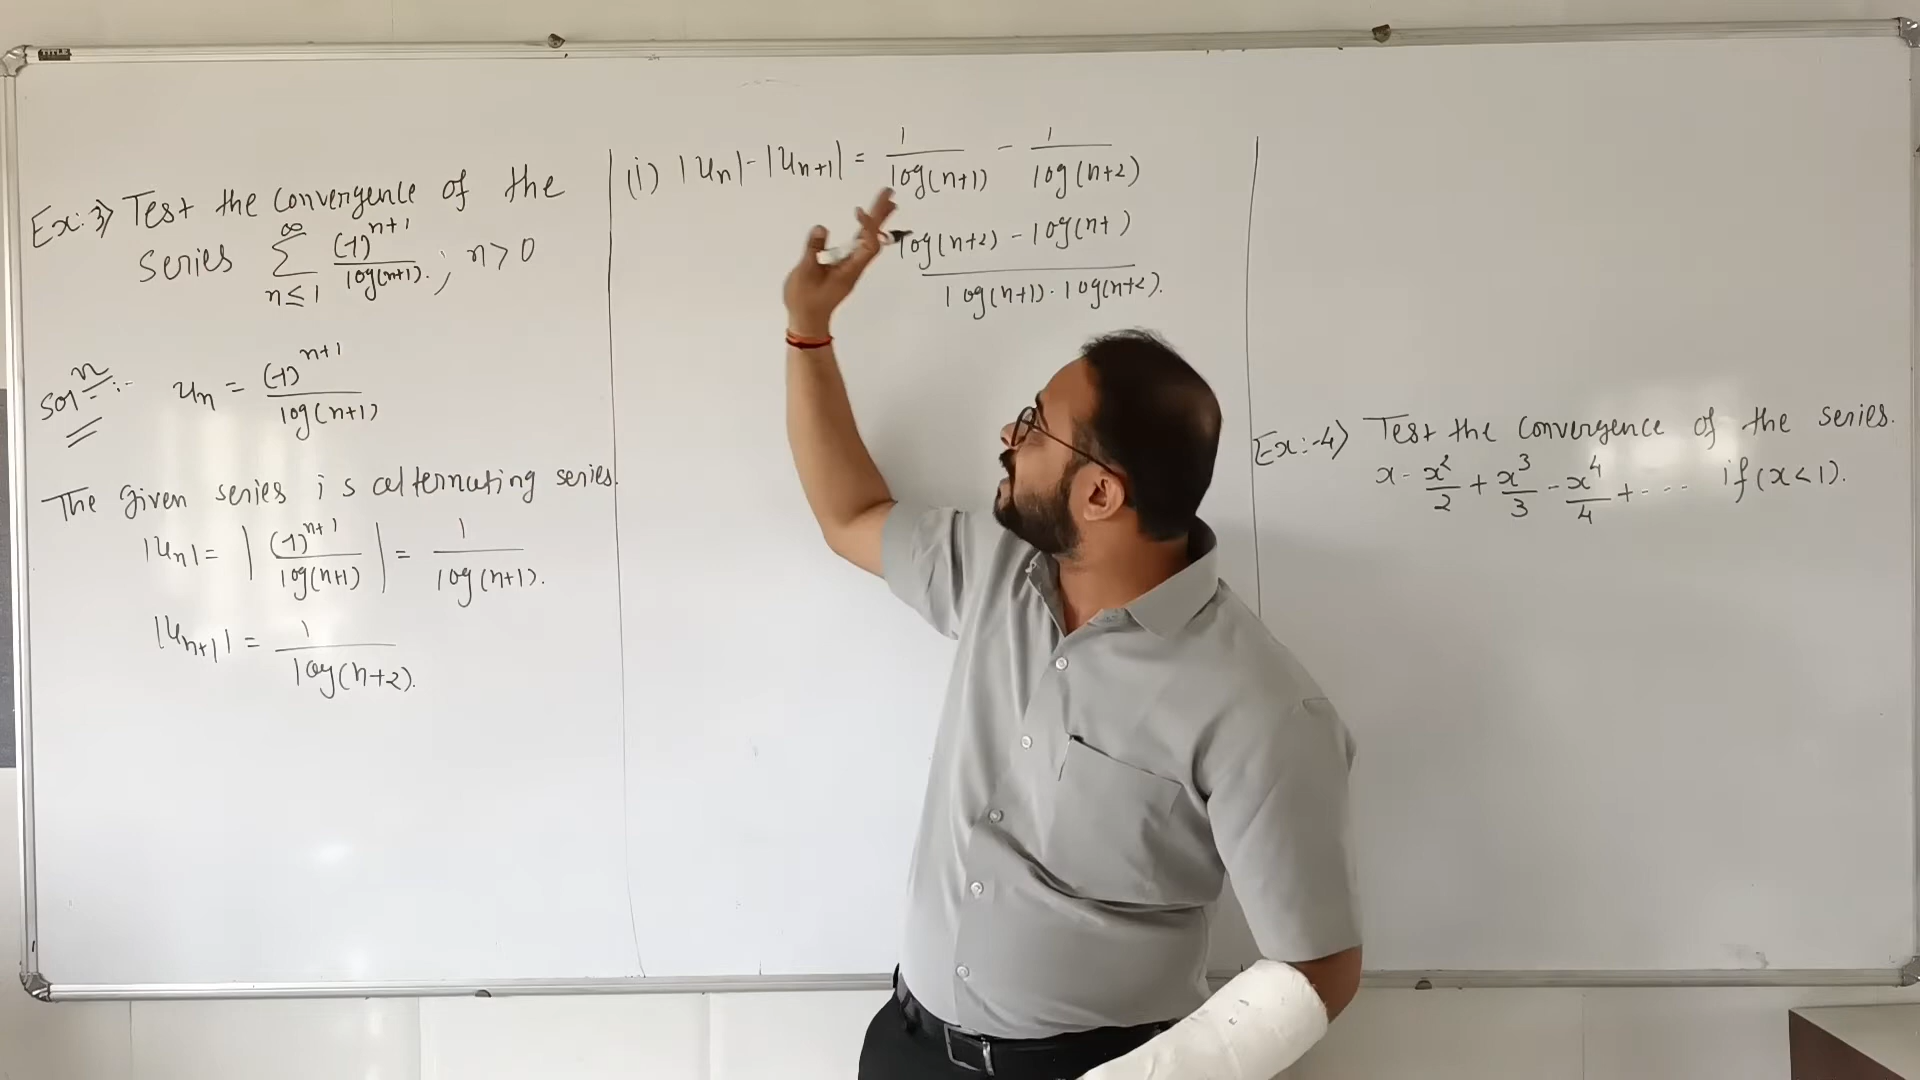 Ex:3) Test the convergence of the
series ∑_{n≤1}^{∞} (-1)^{n+1}/log(n+1). ; n>0
solⁿ :-
u_n = (-1)^{n+1}/log(n+1)
The given series is alternating series.
|u_n| = |(-1)^{n+1}/log(n+1)| = 1/log(n+1).
|u_{n+1}| = 1/log(n+2).
(i) |u_n| - |u_{n+1}| = 1/log(n+1) - 1/log(n+2)
log(n+2) - log(n+ )/log(n+1).log(n+2).
Ex:-4) Test the convergence of the series.
x - x²/2 + x³/3 - x⁴/4 + --- if (x<1).